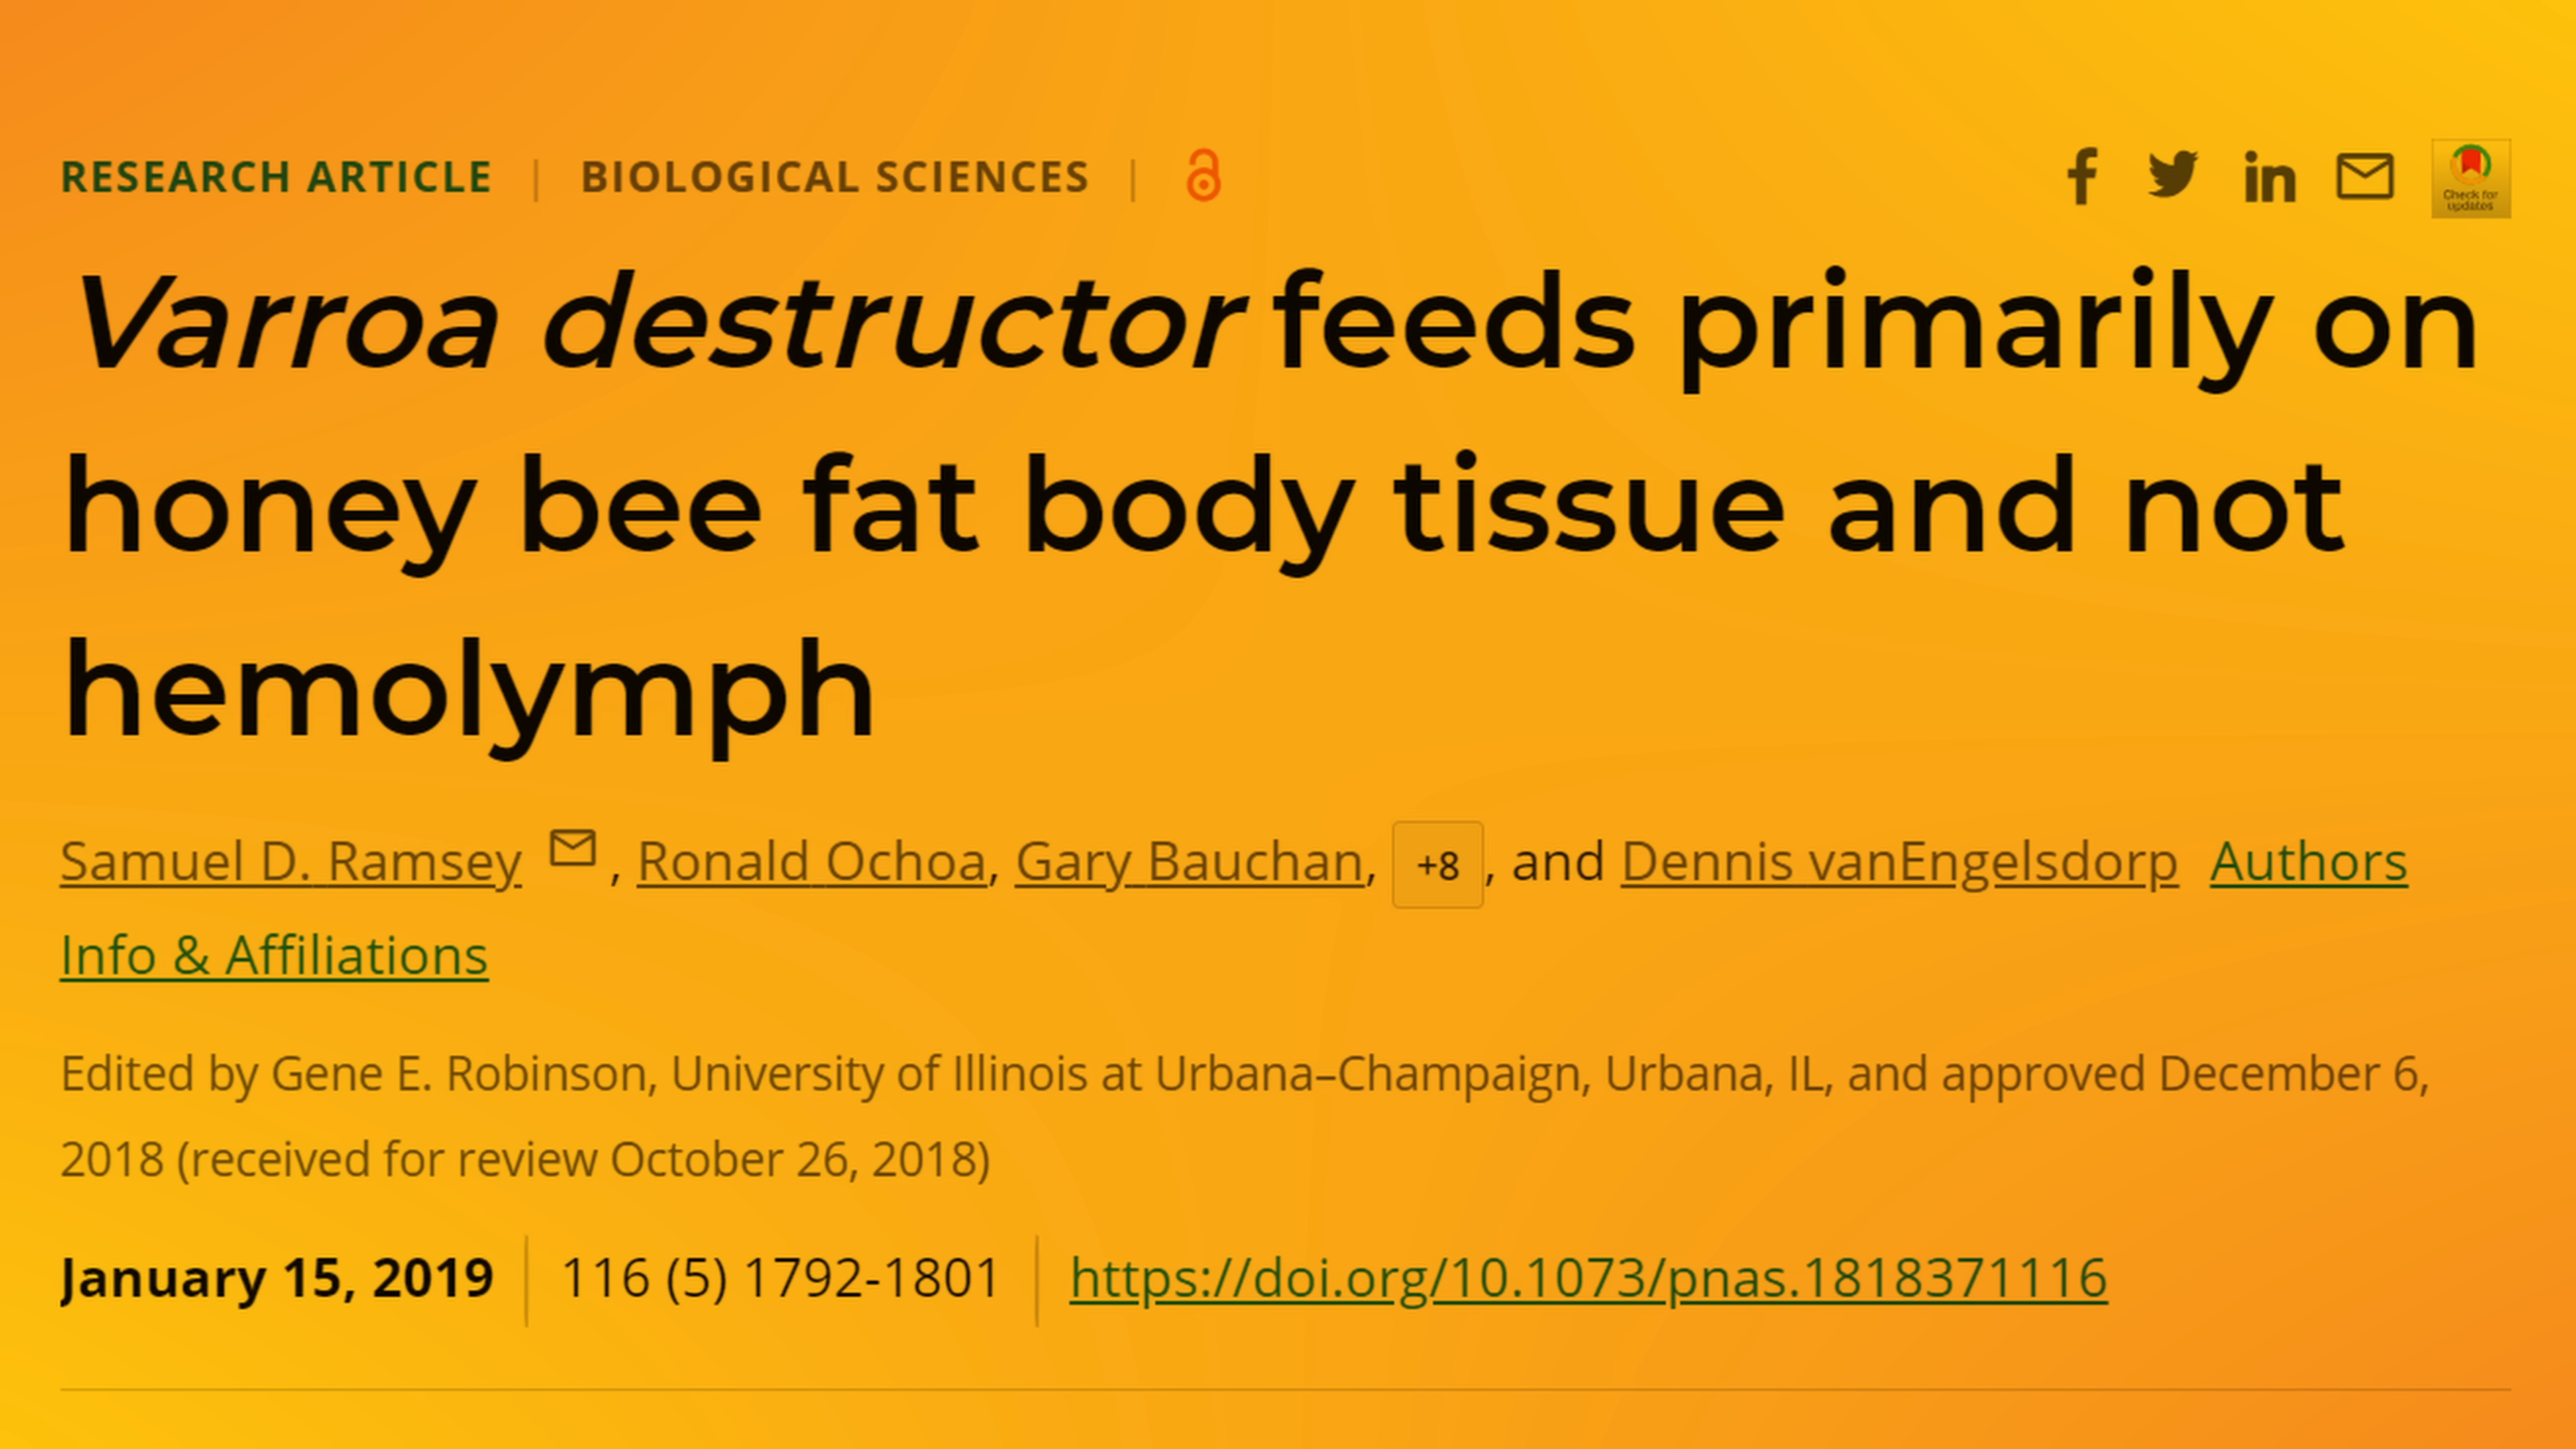 RESEARCH ARTICLE | BIOLOGICAL SCIENCES |
Check for
updates
Varroa destructor feeds primarily on
honey bee fat body tissue and not
hemolymph
Samuel D. Ramsey , Ronald Ochoa, Gary Bauchan, +8 , and Dennis vanEngelsdorp Authors
Info & Affiliations
Edited by Gene E. Robinson, University of Illinois at Urbana–Champaign, Urbana, IL, and approved December 6,
2018 (received for review October 26, 2018)
January 15, 2019 | 116 (5) 1792-1801 | https://doi.org/10.1073/pnas.1818371116